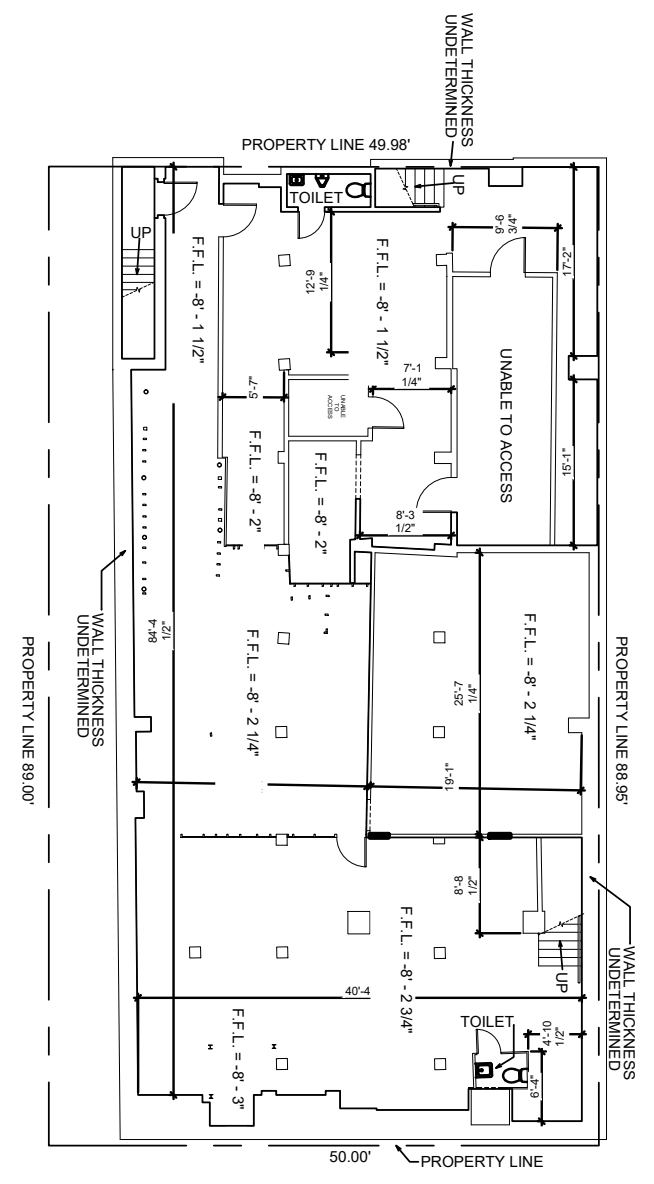 WALL THICKNESS
UNDETERMINED
PROPERTY LINE 49.98'
TOILET
UP
UP
9'-6
3/4"
17'-2"
F.F.L. = -8' - 1 1/2"
12'-9
1/4"
F.F.L. = -8' - 1 1/2"
7'-1
1/4"
5'-7"
UNABLE
TO
ACCESS
UNABLE TO ACCESS
15'-1"
F.F.L. = -8' - 2"
F.F.L. = -8' - 2"
8'-3
1/2"
WALL THICKNESS
UNDETERMINED
84'-4
1/2"
F.F.L. = -8' - 2 1/4"
25'-7
1/4"
F.F.L. = -8' - 2 1/4"
PROPERTY LINE 89.00'
PROPERTY LINE 88.95'
19'-1"
8'-8
1/2"
F.F.L. = -8' - 2 3/4"
UP
WALL THICKNESS
UNDETERMINED
40'-4
F.F.L. = -8' - 3"
TOILET
4'-10
1/2"
6'-4"
50.00'
PROPERTY LINE